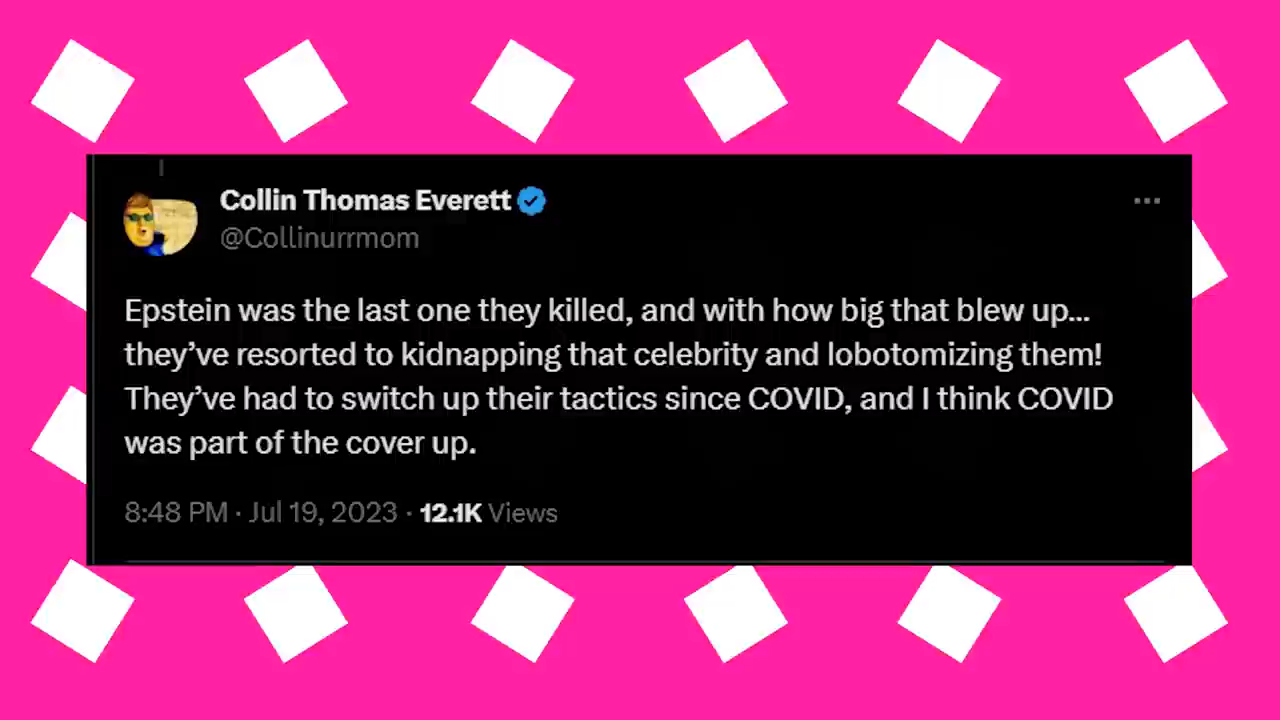 Collin Thomas Everett
@Collinurrmom
Epstein was the last one they killed, and with how big that blew up...
they’ve resorted to kidnapping that celebrity and lobotomizing them!
They’ve had to switch up their tactics since COVID, and I think COVID
was part of the cover up.
8:48 PM · Jul 19, 2023 · 12.1K Views